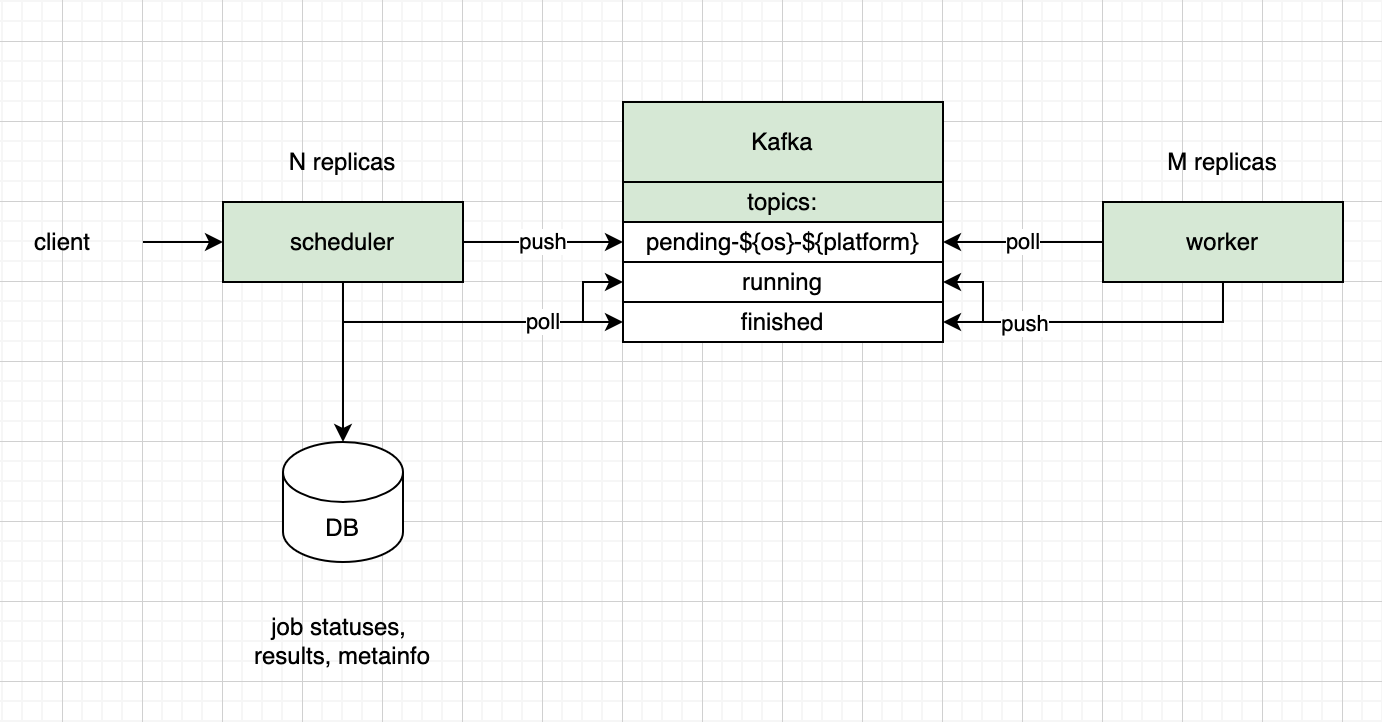 N replicas
Kafka
M replicas
topics:
client
scheduler
push
pending-${os}-${platform}
poll
worker
running
poll
finished
push
DB
job statuses,
results, metainfo